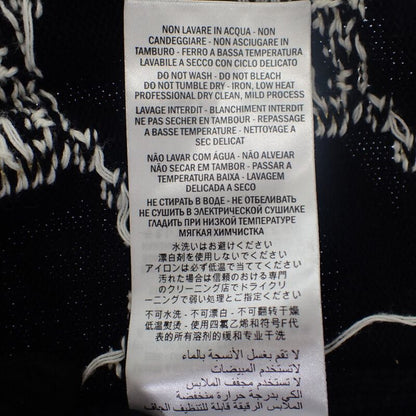 NON LAVARE IN ACQUA - NON
CANDEGGIARE - NON ASCIUGARE IN
TAMBURO - FERRO A BASSA TEMPERATURA
LAVABILE A SECCO CON CICLO DELICATO
DO NOT WASH - DO NOT BLEACH
DO NOT TUMBLE DRY - IRON, LOW HEAT
PROFESSIONAL DRY CLEAN, MILD PROCESS
LAVAGE INTERDIT - BLANCHIMENT INTERDIT
NE PAS SECHER EN TAMBOUR - REPASSAGE
A BASSE TEMPERATURE - NETTOYAGE A
SEC DELICAT
NÃO LAVAR COM ÁGUA - NÃO ALVEJAR
NÃO SECAR EM TAMBOR - PASSAR A
TEMPERATURA BAIXA - LAVAGEM
DELICADA A SECO
НЕ СТИРАТЬ В ВОДЕ - НЕ ОТБЕЛИВАТЬ
НЕ СУШИТЬ В ЭЛЕКТРИЧЕСКОЙ СУШИЛКЕ
ГЛАДИТЬ ПРИ НИЗКОЙ ТЕМПЕРАТУРЕ
МЯГКАЯ ХИМЧИСТКА
水洗いはお避けください
漂白剤を使用しないでください
アイロンは必ず低温で当ててください
汚れた場合は信頼のおける専門
のクリーニング店でドライクリ
ーニングで弱い処理とご指定ください
不可水洗 - 不可漂白 - 不可翻转干燥
低温熨烫 - 使用四氯乙烯和符号F代
表的所有溶剂的缓和专业干洗
لا تقم بغسل الأنسجة بالماء
لا تستخدم المبيضات
لا تستخدم مجفف الملابس
الكي بدرجة حرارة منخفضة
الملابس الرقيقة قابلة للتنظيف الجاف